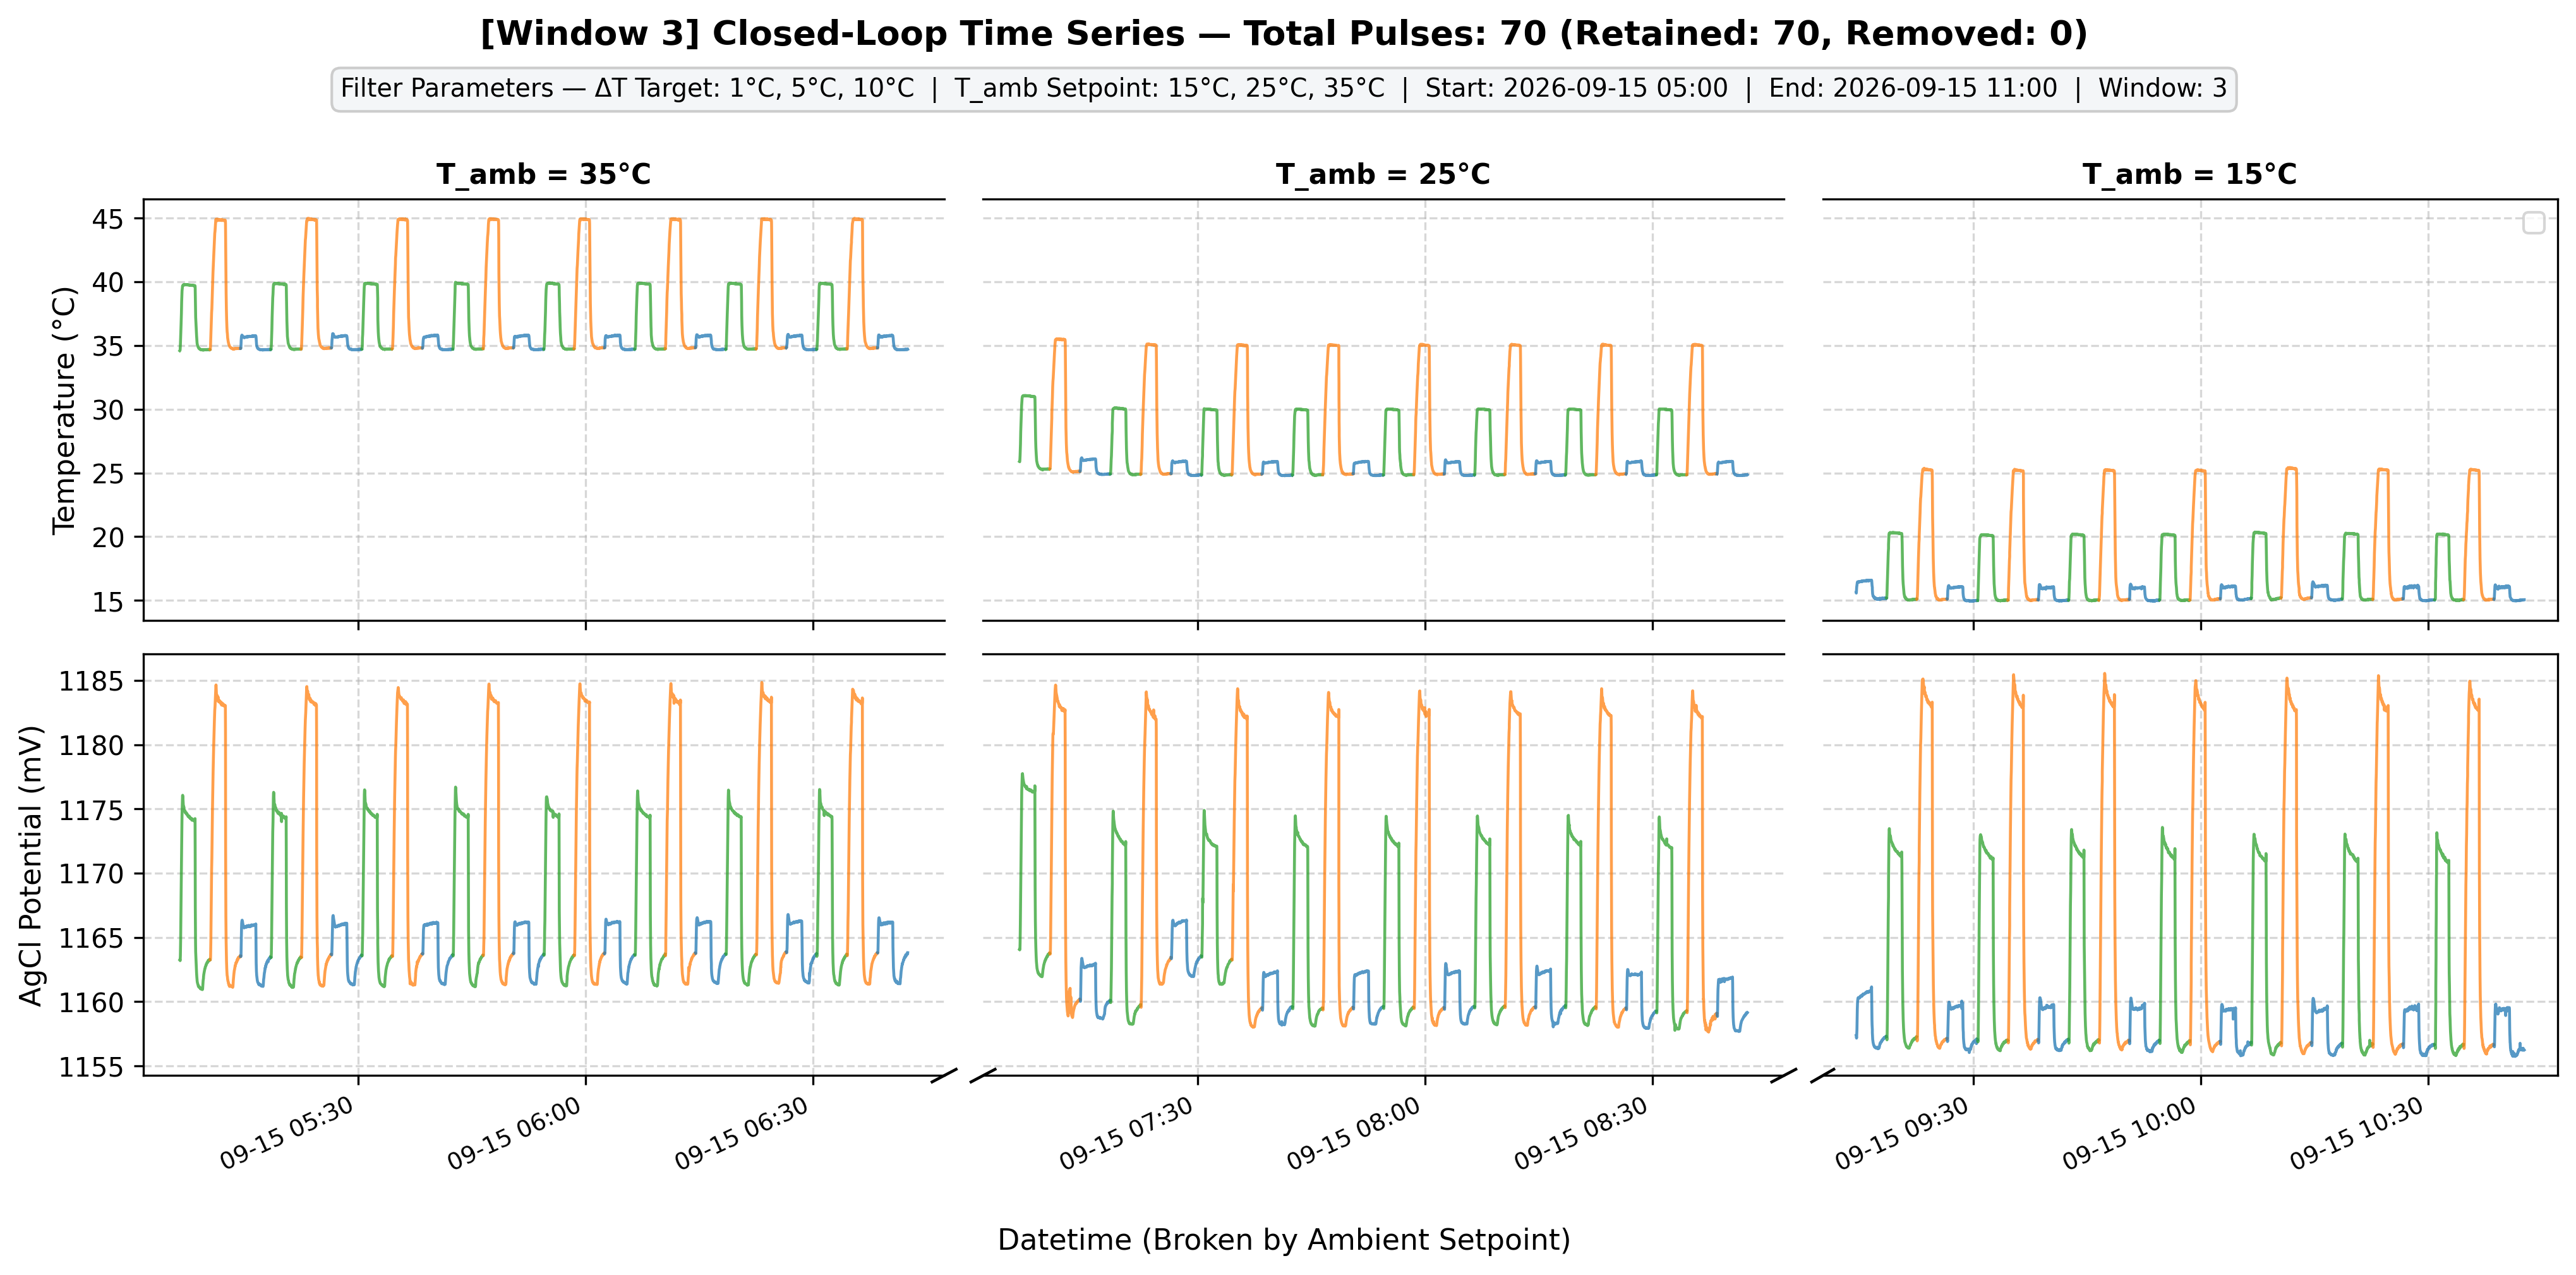 [Window 3] Closed-Loop Time Series — Total Pulses: 70 (Retained: 70, Removed: 0)
Filter Parameters — ΔT Target: 1°C, 5°C, 10°C | T_amb Setpoint: 15°C, 25°C, 35°C | Start: 2026-09-15 05:00 | End: 2026-09-15 11:00 | Window: 3
T_amb = 35°C
T_amb = 25°C
T_amb = 15°C
Temperature (°C)
45
40
35
30
25
20
15
AgCl Potential (mV)
1185
1180
1175
1170
1165
1160
1155
09-15 05:30
09-15 06:00
09-15 06:30
09-15 07:30
09-15 08:00
09-15 08:30
09-15 09:30
09-15 10:00
09-15 10:30
Datetime (Broken by Ambient Setpoint)